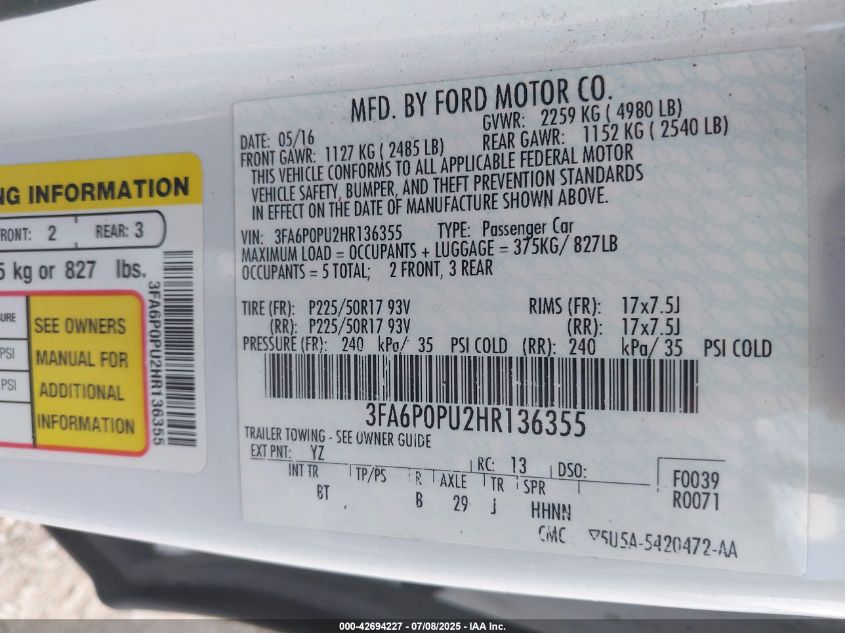 MFD. BY FORD MOTOR CO.
DATE: 05/16
GVWR: 2259 KG ( 4980 LB)
FRONT GAWR: 1127 KG ( 2485 LB)
REAR GAWR: 1152 KG ( 2540 LB)
THIS VEHICLE CONFORMS TO ALL APPLICABLE FEDERAL MOTOR
VEHICLE SAFETY, BUMPER, AND THEFT PREVENTION STANDARDS
IN EFFECT ON THE DATE OF MANUFACTURE SHOWN ABOVE.
VIN: 3FA6P0PU2HR136355 TYPE: Passenger Car
MAXIMUM LOAD = OCCUPANTS + LUGGAGE = 375KG/ 827LB
OCCUPANTS = 5 TOTAL; 2 FRONT, 3 REAR
TIRE (FR): P225/50R17 93V RIMS (FR): 17x7.5J
(RR): P225/50R17 93V (RR): 17x7.5J
PRESSURE (FR): 240 kPa/ 35 PSI COLD (RR): 240 kPa/ 35 PSI COLD
3FA6P0PU2HR136355
TRAILER TOWING - SEE OWNER GUIDE
EXT PNT: YZ RC: 13 DSO:
INT TR TP/PS R AXLE TR SPR
BT B 29 J HHNN
F0039
R0071
CMC 5U5A-5420472-AA
NG INFORMATION
FRONT: 2 REAR: 3
5 kg or 827 lbs.
SEE OWNERS
MANUAL FOR
ADDITIONAL
INFORMATION
PSI
PSI
3FA6P0PU2HR136355
000-42694227 - 07/08/2025 - IAA Inc.